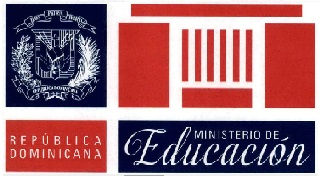 REPÚBLICA
DOMINICANA
MINISTERIO DE
Educación